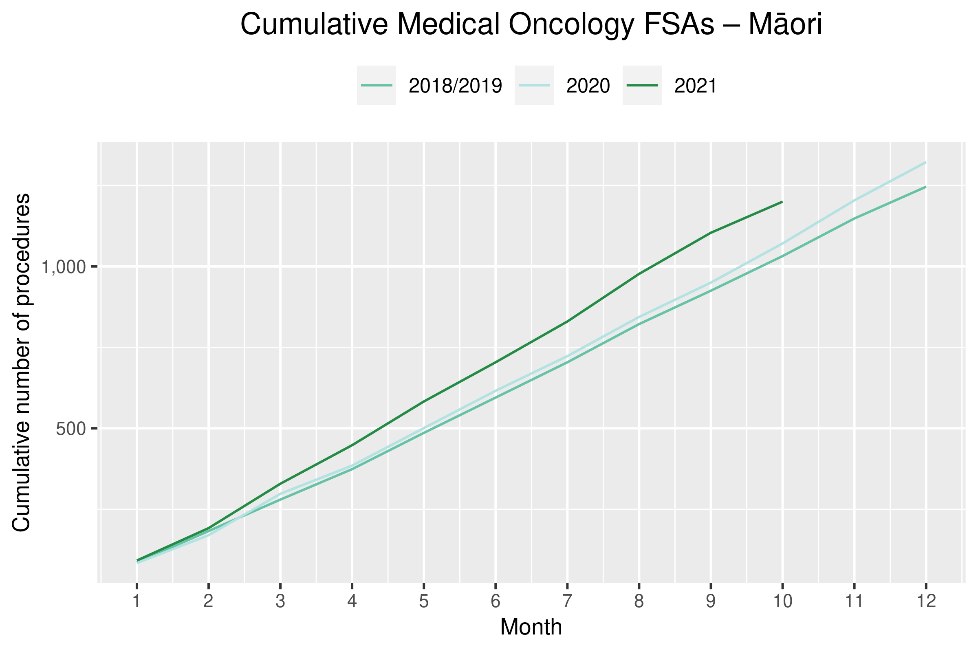 Cumulative Medical Oncology FSAs – Māori
2018/2019 2020 2021
Cumulative number of procedures
1,000
500
1 2 3 4 5 6 7 8 9 10 11 12
Month